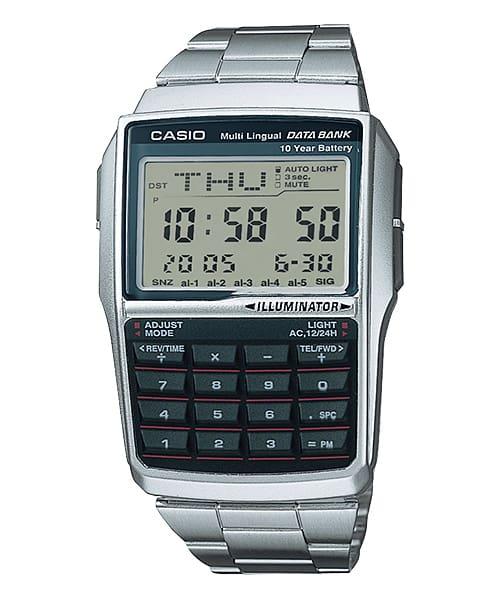 CASIO Multi Lingual DATA BANK
10 Year Battery
DST THU AUTO LIGHT
3 sec.
MUTE
P
10:58 50
20 05 6-30
SNZ al-1 al-2 al-3 al-4 al-5 SIG
ILLUMINATOR
ADJUST LIGHT
MODE AC,12/24H
<REV/TIME TEL/FWD>
÷ × − +
7 8 9 0
4 5 6 . SPC
1 2 3 = PM